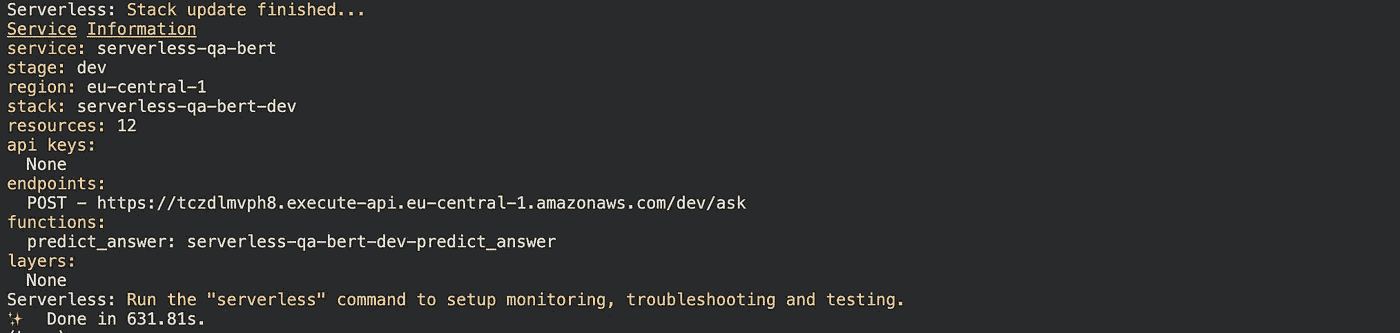 Serverless: Stack update finished...
Service Information
service: serverless-qa-bert
stage: dev
region: eu-central-1
stack: serverless-qa-bert-dev
resources: 12
api keys:
  None
endpoints:
  POST - https://tczdlmvph8.execute-api.eu-central-1.amazonaws.com/dev/ask
functions:
  predict_answer: serverless-qa-bert-dev-predict_answer
layers:
  None
Serverless: Run the "serverless" command to setup monitoring, troubleshooting and testing.
✨  Done in 631.81s.